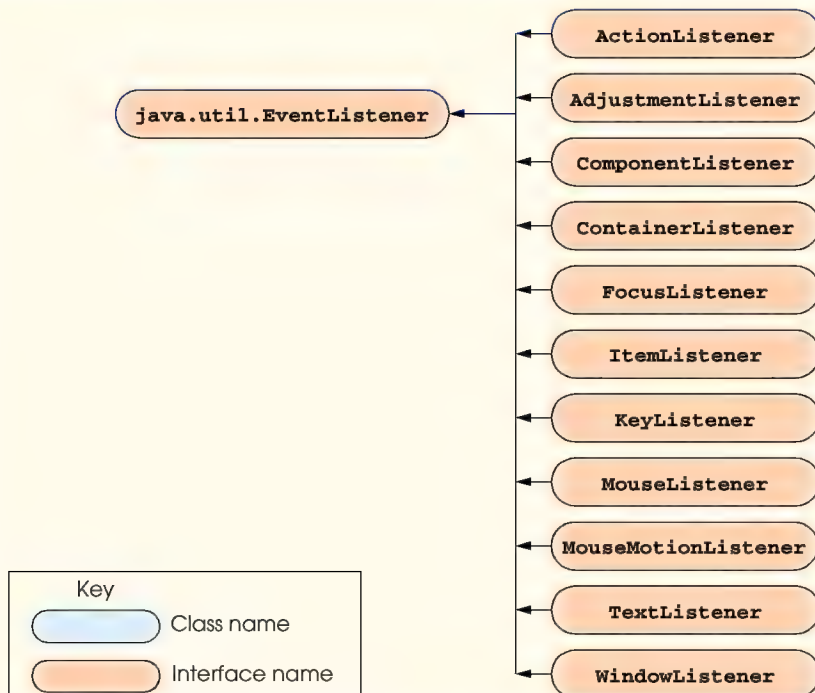 ActionListener
java.util.EventListener
AdjustmentListener
ComponentListener
ContainerListener
FocusListener
ItemListener
KeyListener
MouseListener
MouseMotionListener
TextListener
WindowListener
Key
Class name
Interface name